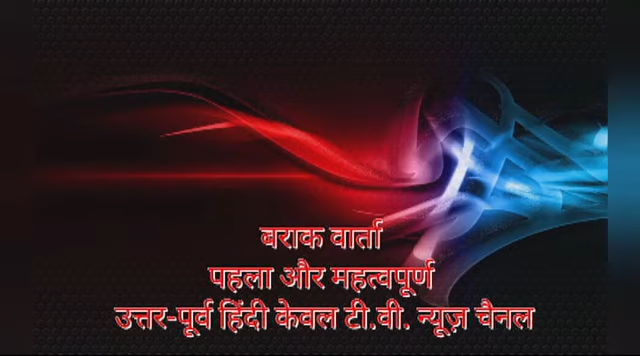 बराक वार्ता
पहला और महत्वपूर्ण
उत्तर-पूर्व हिंदी केवल टी.वी. न्यूज़ चैनल